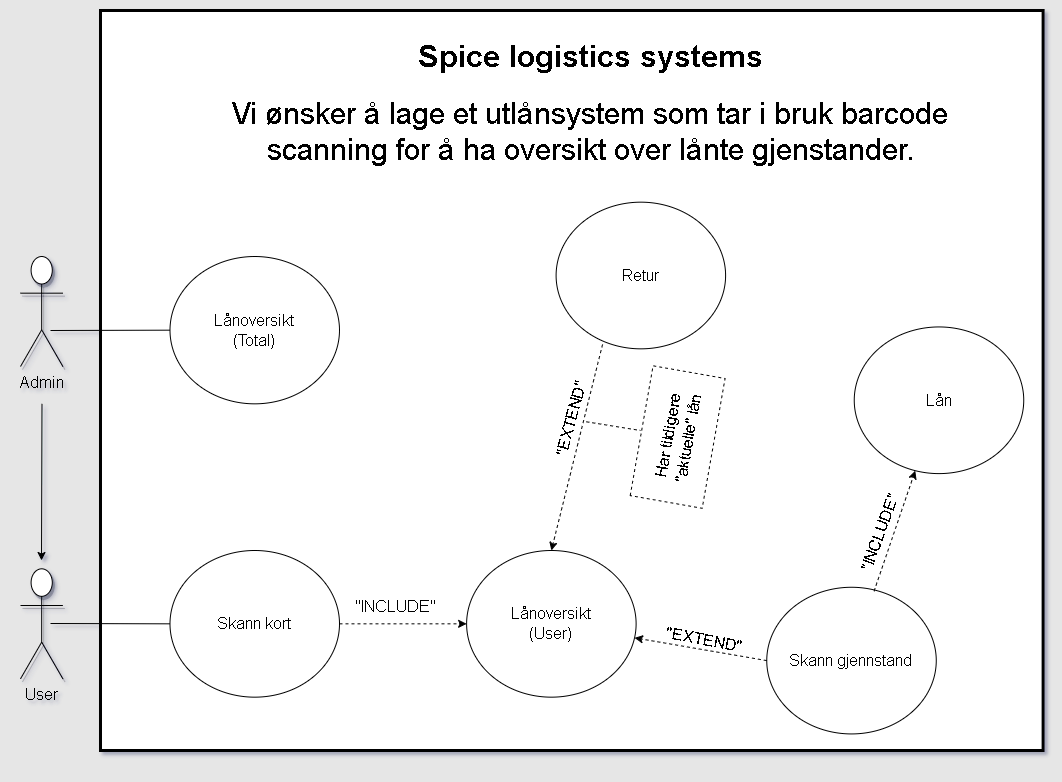 Spice logistics systems
Vi ønsker å lage et utlånsystem som tar i bruk barcode
scanning for å ha oversikt over lånte gjenstander.
Retur
Lånoversikt
(Total)
Admin
Lån
"EXTEND"
Har tildigere
"aktuelle" lån
"INCLUDE"
Skann kort
"INCLUDE"
Lånoversikt
(User)
"EXTEND"
Skann gjennstand
User